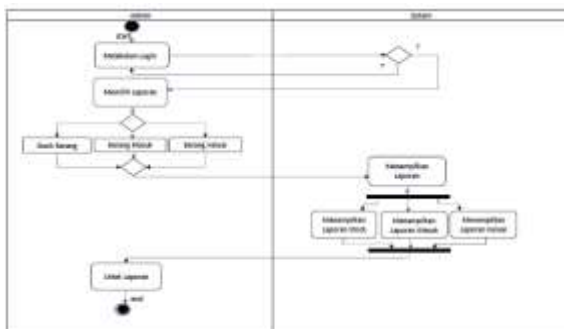 Sistem
start
Melakukan Login
Memilih Laporan
Stock Barang
Barang Masuk
Barang Keluar
Menampilkan
Laporan
Menampilkan
Laporan Stock
Menampilkan
Laporan Masuk
Menampilkan
Laporan Keluar
Cetak Laporan
end